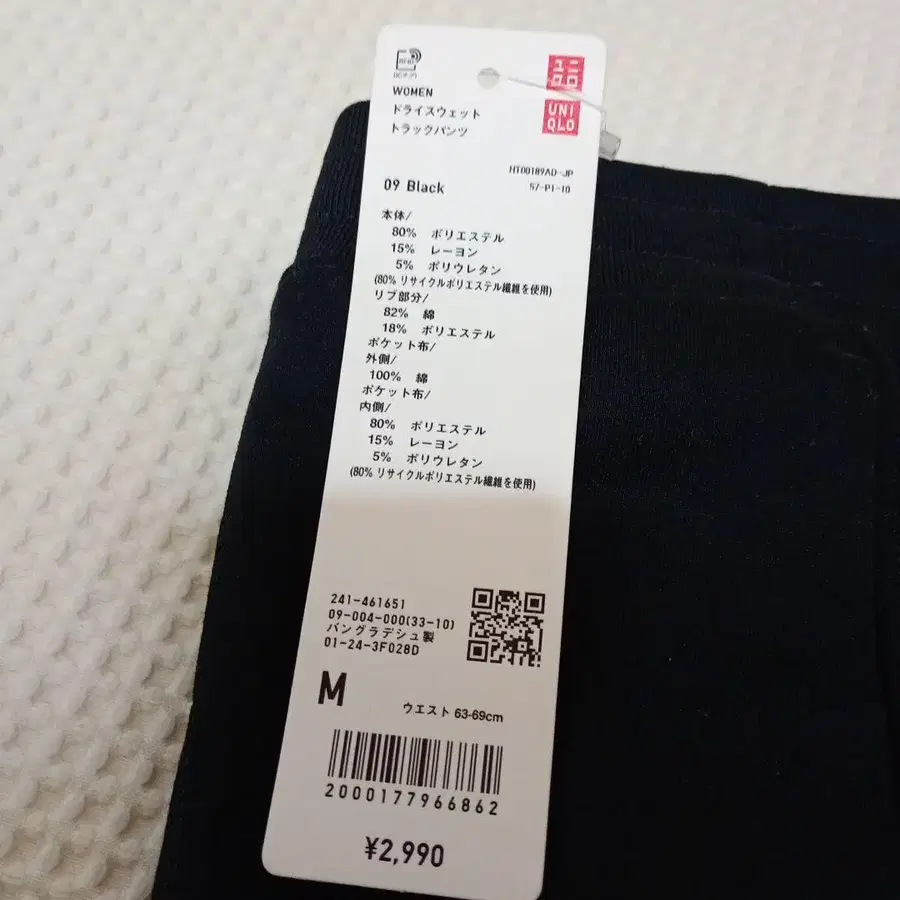 RFID
(ICタグ)
WOMEN
ドライスウェット
トラックパンツ
ユニ
クロ
UNI
QLO
HT00189AD-JP
57-P1-10
09 Black
本体/
80% ポリエステル
15% レーヨン
5% ポリウレタン
(80% リサイクルポリエステル繊維を使用)
リブ部分/
82% 綿
18% ポリエステル
ポケット布/
外側/
100% 綿
ポケット布/
内側/
80% ポリエステル
15% レーヨン
5% ポリウレタン
(80% リサイクルポリエステル繊維を使用)
241-461651
09-004-000(33-10)
バングラデシュ製
01-24-3F028D
M
ウエスト 63-69cm
2000177966862
¥2,990